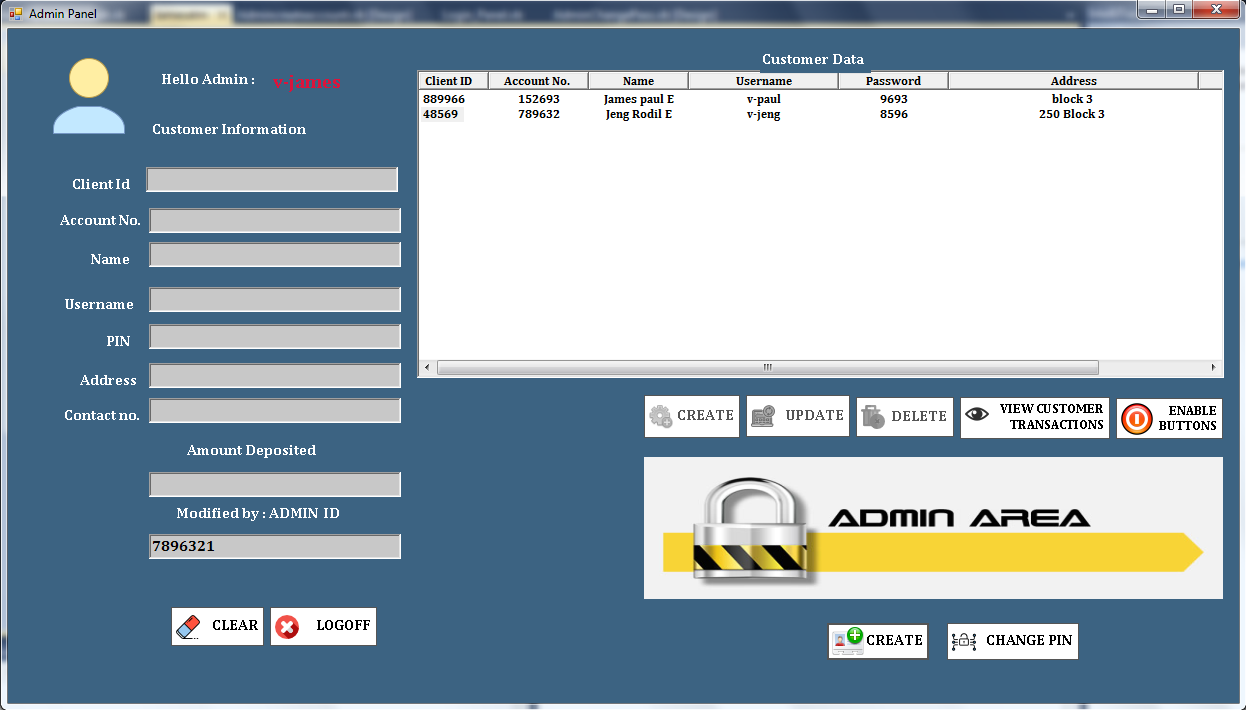 Admin Panel
Hello Admin : v-james
Customer Information
Client Id
Account No.
Name
Username
PIN
Address
Contact no.
Amount Deposited
Modified by : ADMIN ID
7896321
CLEAR
LOGOFF
Customer Data
Client ID Account No. Name Username Password Address
889966 152693 James paul E v-paul 9693 block 3
48569 789632 Jeng Rodil E v-jeng 8596 250 Block 3
CREATE
UPDATE
DELETE
VIEW CUSTOMER
TRANSACTIONS
ENABLE
BUTTONS
ADMIN AREA
CREATE
CHANGE PIN